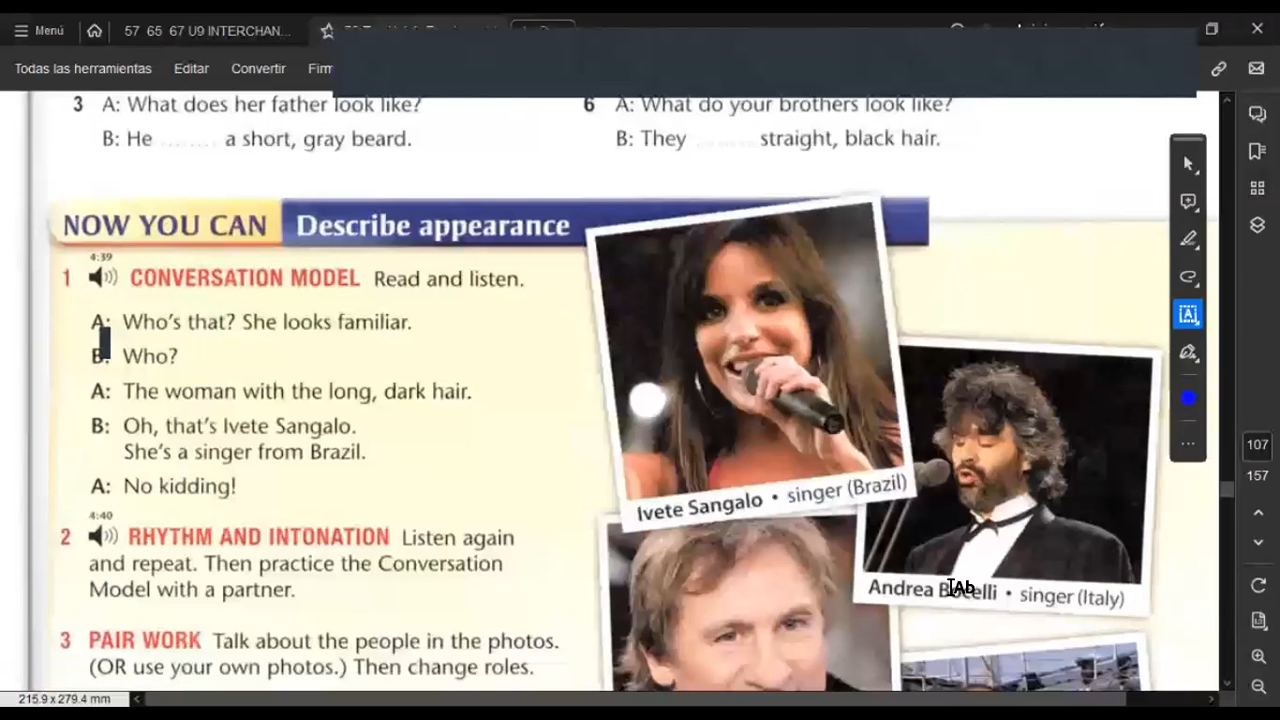 Menú
57 65 67 U9 INTERCHAN...
Todas las herramientas
Editar
Convertir
Firm
3 A: What does her father look like?
B: He ........ a short, gray beard.
6 A: What do your brothers look like?
B: They ........ straight, black hair.
NOW YOU CAN Describe appearance
4:39
1 CONVERSATION MODEL Read and listen.
A: Who's that? She looks familiar.
B: Who?
A: The woman with the long, dark hair.
B: Oh, that's Ivete Sangalo.
She's a singer from Brazil.
A: No kidding!
4:40
2 RHYTHM AND INTONATION Listen again
and repeat. Then practice the Conversation
Model with a partner.
3 PAIR WORK Talk about the people in the photos.
(OR use your own photos.) Then change roles.
Ivete Sangalo • singer (Brazil)
Andrea Bocelli • singer (Italy)
Ab
A
107
157
215.9 x 279.4 mm